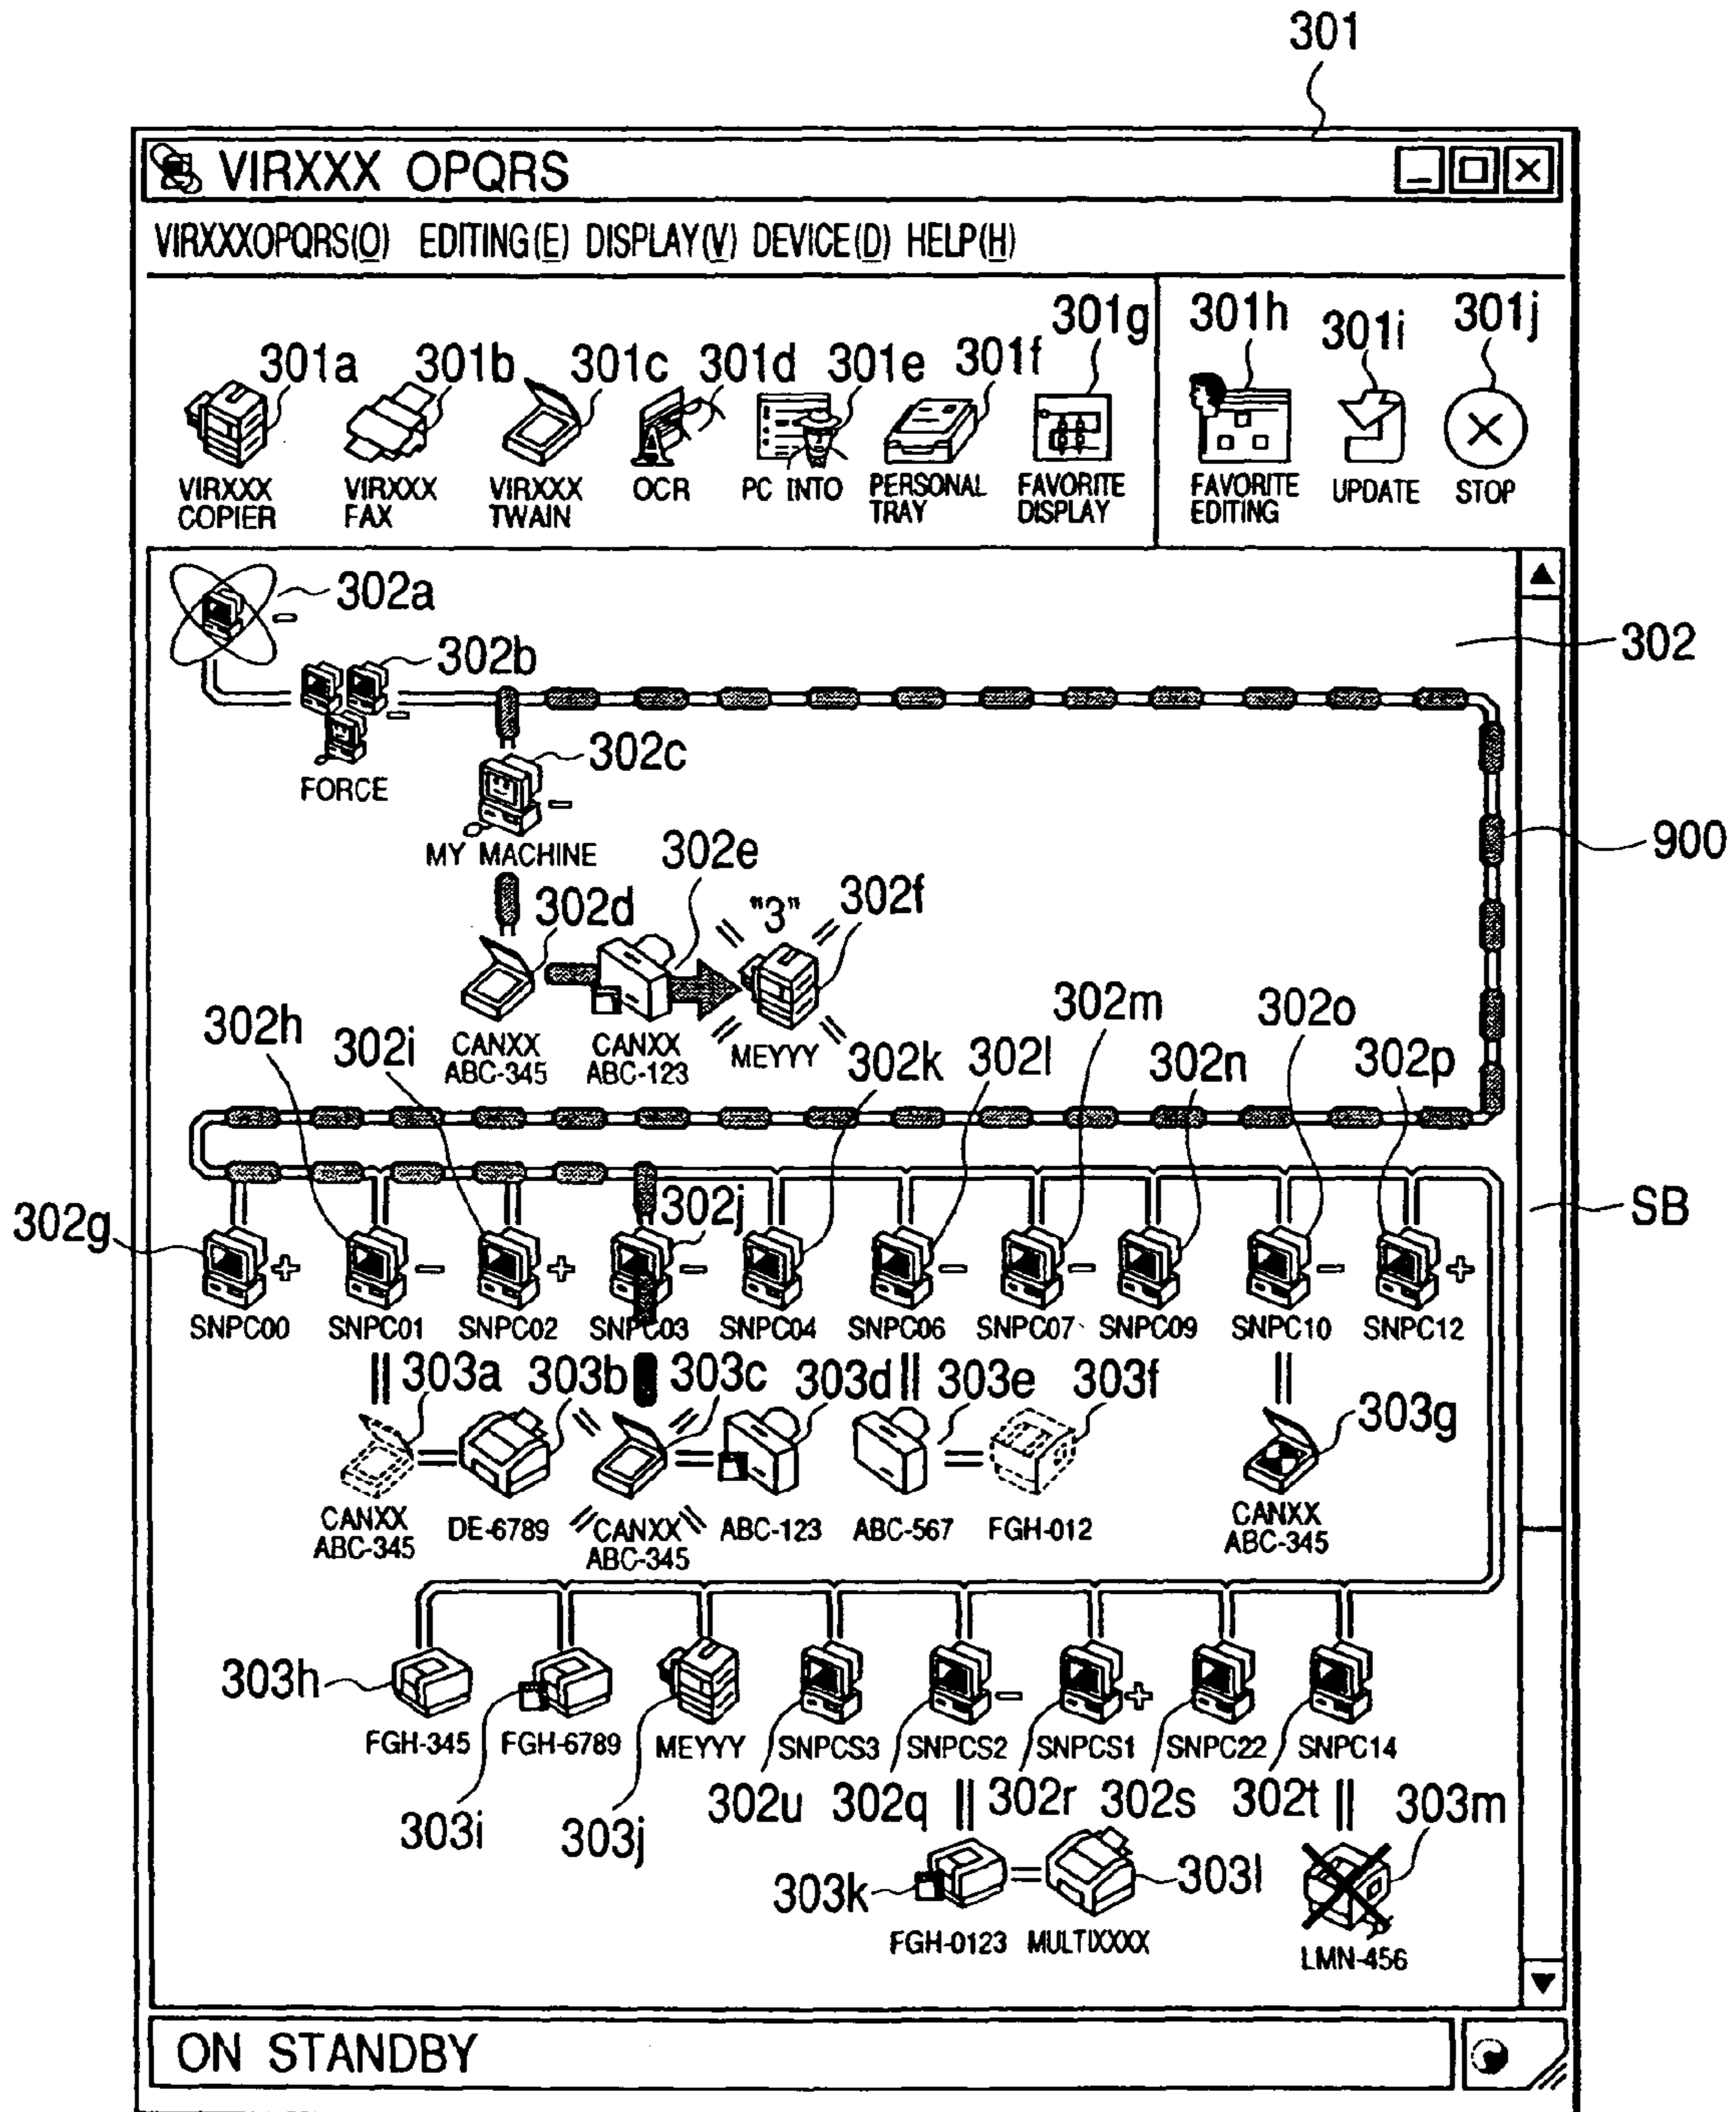 301
VIRXXX OPQRS
VIRXXXOPQRS(O) EDITING(E) DISPLAY(V) DEVICE(D) HELP(H)
301a 301b 301c 301d 301e 301f 301g 301h 301i 301j
VIRXXX COPIER
VIRXXX FAX
VIRXXX TWAIN
OCR
PC INTO
PERSONAL TRAY
FAVORITE DISPLAY
FAVORITE EDITING
UPDATE
STOP
302a
302
302b
FORCE
302c
900
MY MACHINE
302e
302d "3" 302f
302h 302i 302k 302l 302m 302n 302o 302p
CANXX ABC-345
CANXX ABC-123
MEYYY
302g 302j SB
+ - + - - - - +
SNPC00 SNPC01 SNPC02 SNPC03 SNPC04 SNPC06 SNPC07 SNPC09 SNPC10 SNPC12
303a 303b 303c 303d 303e 303f 303g
CANXX ABC-345
DE-6789
CANXX ABC-345
ABC-123
ABC-567
FGH-012
CANXX ABC-345
303h
- +
FGH-345 FGH-6789 MEYYY SNPCS3 SNPCS2 SNPCS1 SNPC22 SNPC14
303i 303j 302u 302q 302r 302s 302t 303m
303k 303l
FGH-0123 MULTIXXXX LMN-456
ON STANDBY